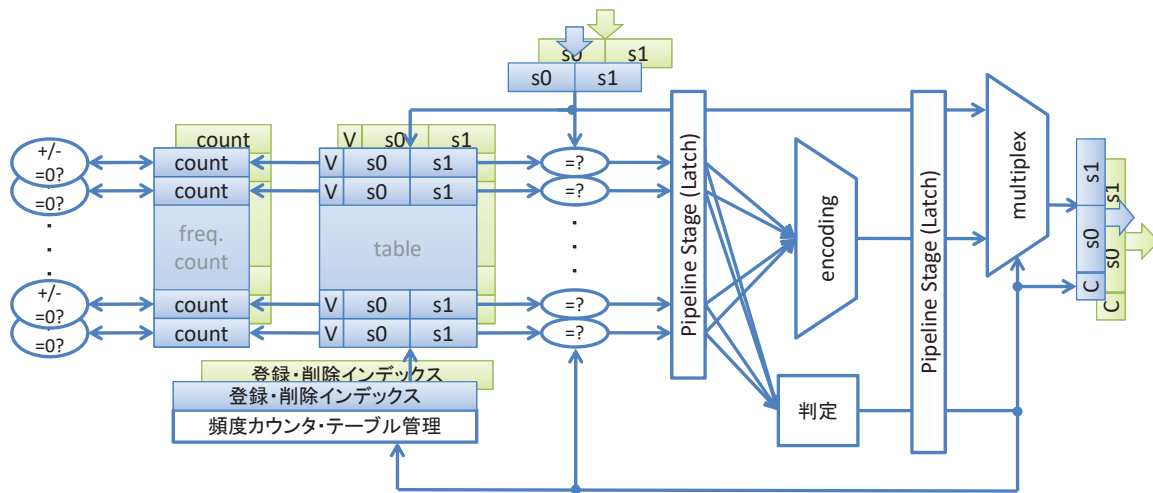 s0 s1
s0 s1
count V s0 s1
+/- count V s0 s1 =?
=0?
count V s0 s1 =?
=0?
freq.
count
table
+/- count V s0 s1 =?
=0?
count V s0 s1 =?
=0?
登録・削除インデックス
登録・削除インデックス
頻度カウンタ・テーブル管理
Pipeline Stage (Latch)
encoding
判定
Pipeline Stage (Latch)
multiplex
s1
s0
C
s1
s0
C